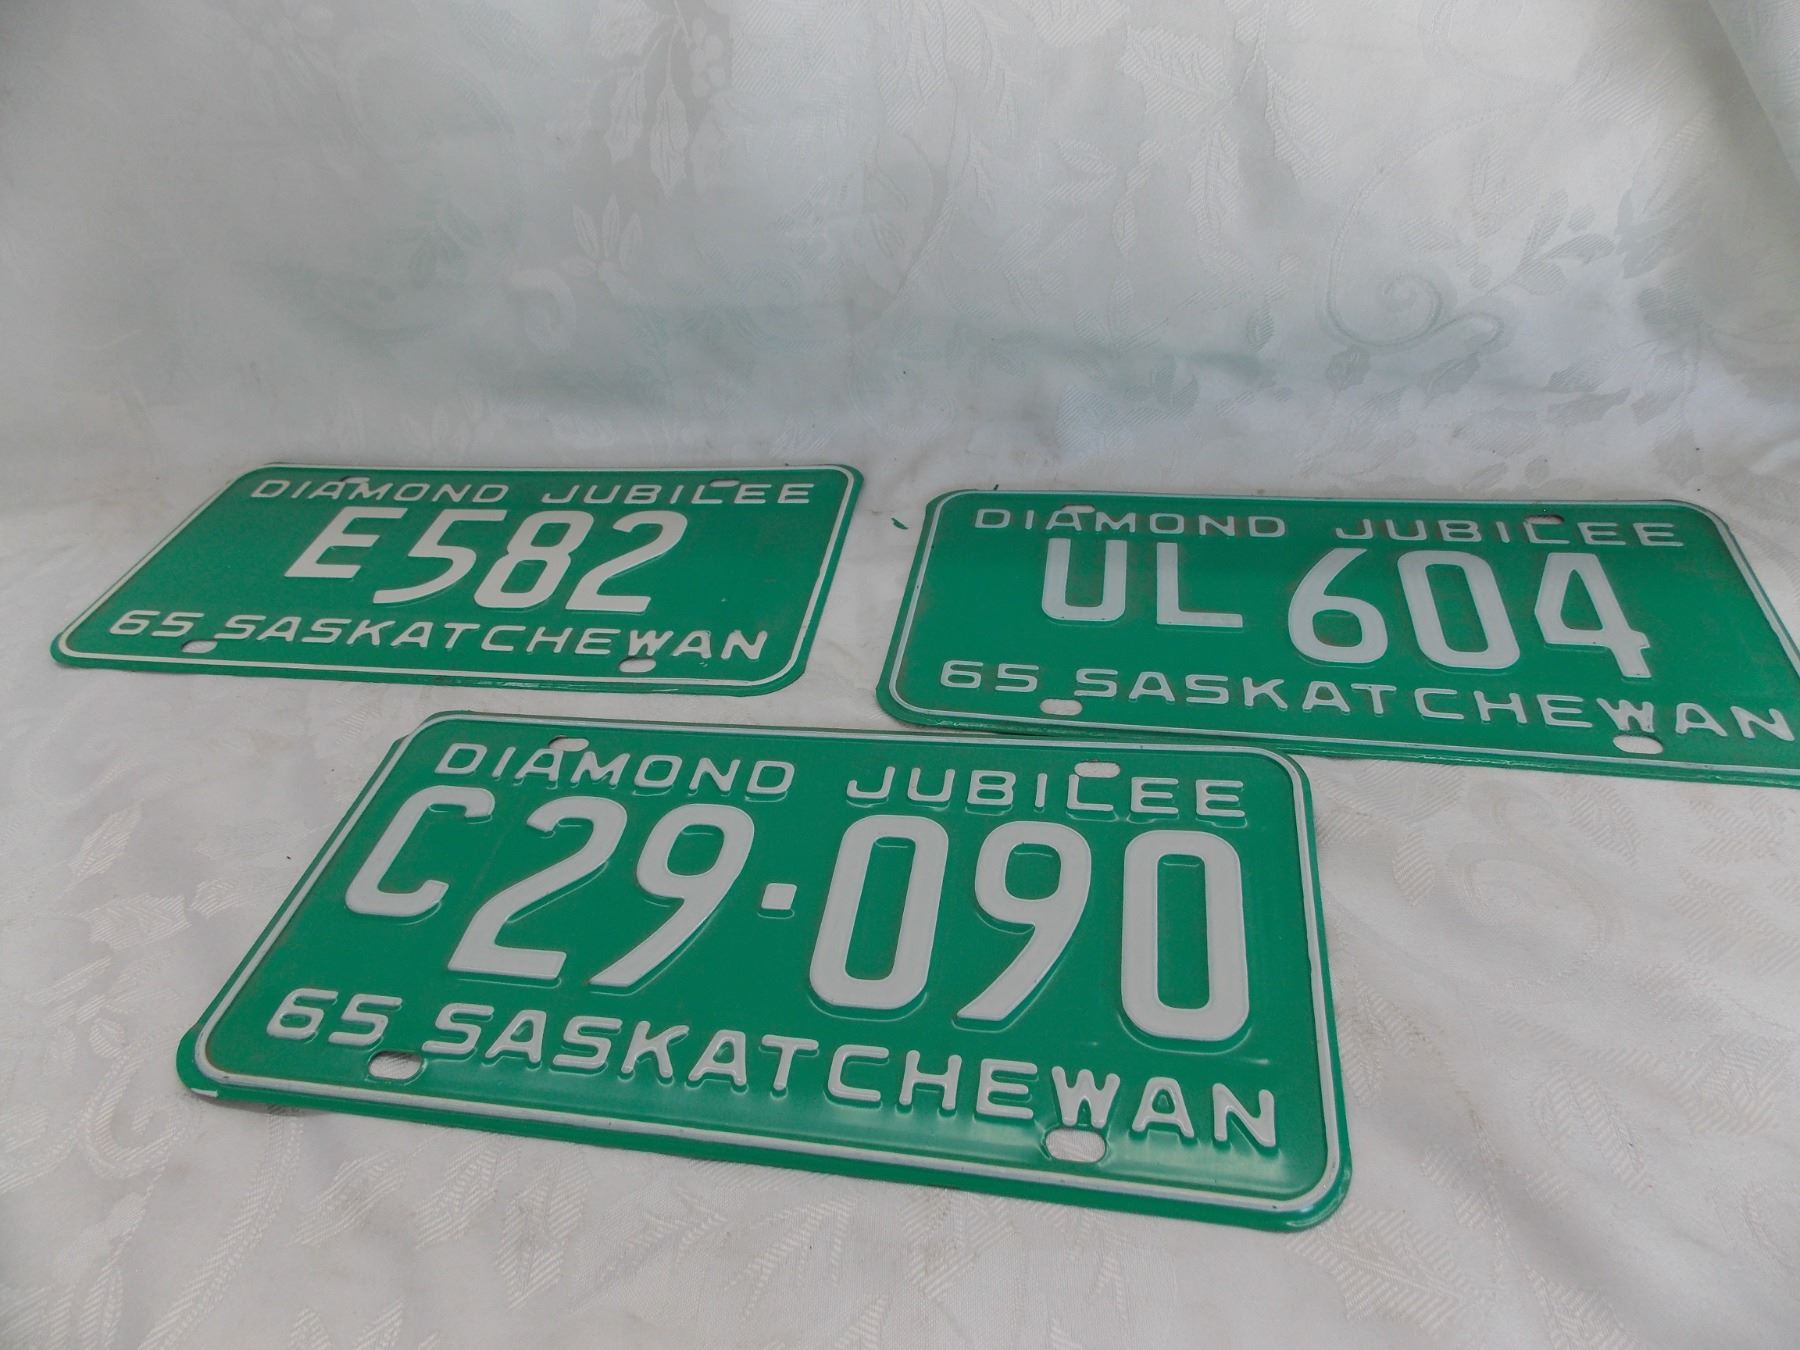 DIAMOND JUBILEE
E582
65 SASKATCHEWAN
DIAMOND JUBILEE
UL 604
65 SASKATCHEWAN
DIAMOND JUBILEE
C29·090
65 SASKATCHEWAN